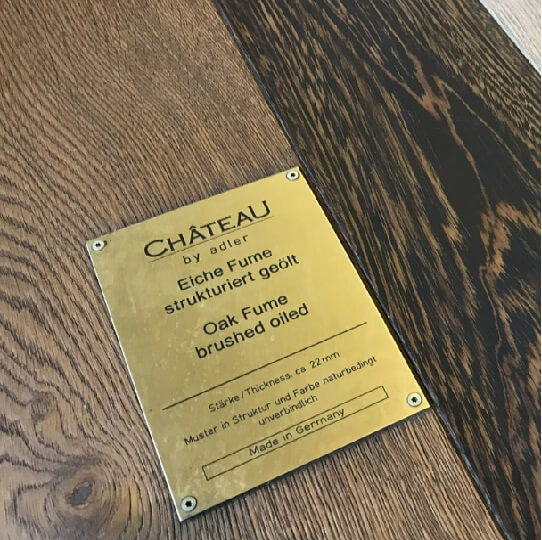 CHÂTEAU
by adler
Eiche Fume
strukturiert geölt
Oak Fume
brushed oiled
Stärke/Thickness ca 22mm
Muster in Struktur und Farbe naturbedingt
unverbindlich
Made in Germany